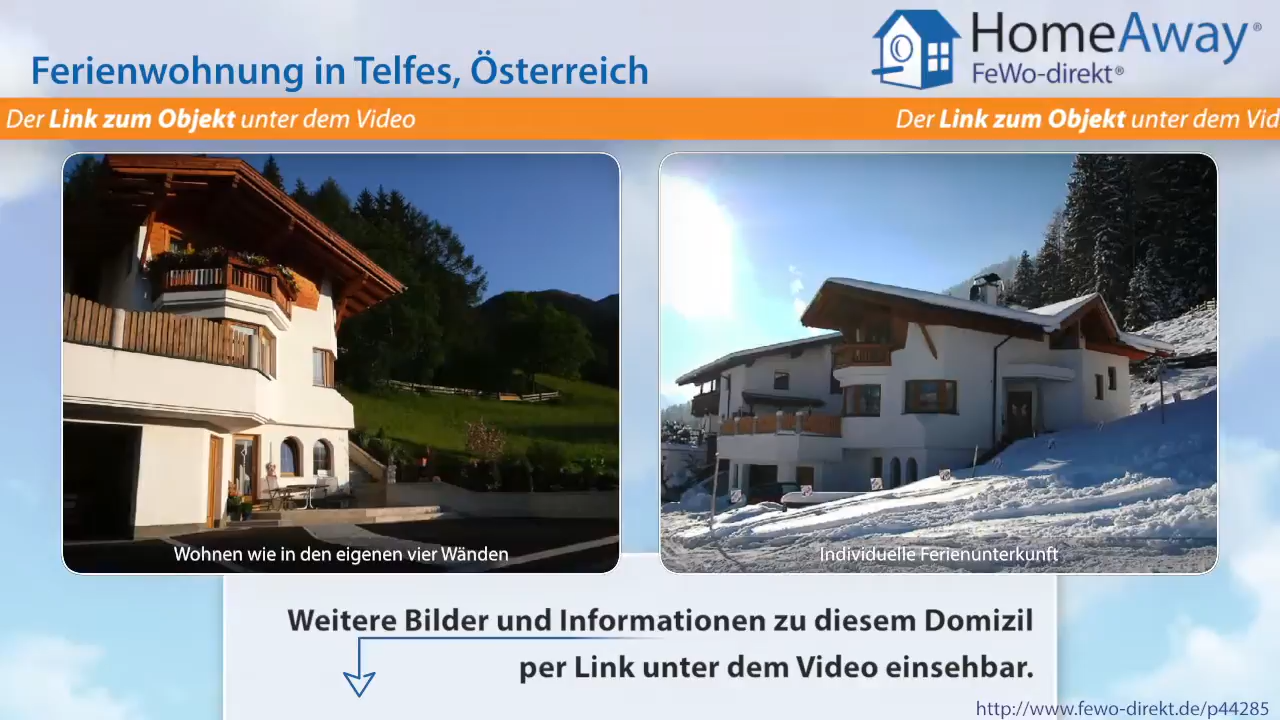 HomeAway®
FeWo-direkt®
Ferienwohnung in Telfes, Österreich
Der Link zum Objekt unter dem Video
Der Link zum Objekt unter dem Vid
Wohnen wie in den eigenen vier Wänden
Individuelle Ferienunterkunft
Weitere Bilder und Informationen zu diesem Domizil
per Link unter dem Video einsehbar.
http://www.fewo-direkt.de/p44285